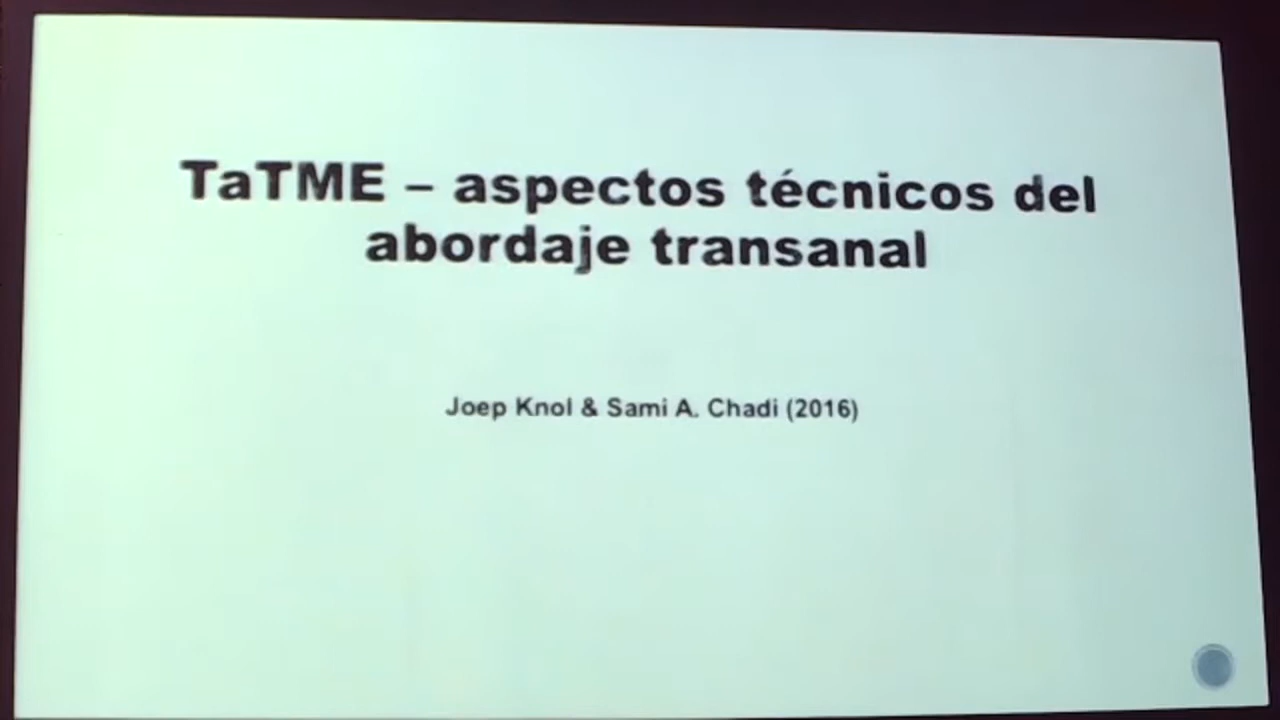 TaTME – aspectos técnicos del
abordaje transanal
Joep Knol & Sami A. Chadi (2016)